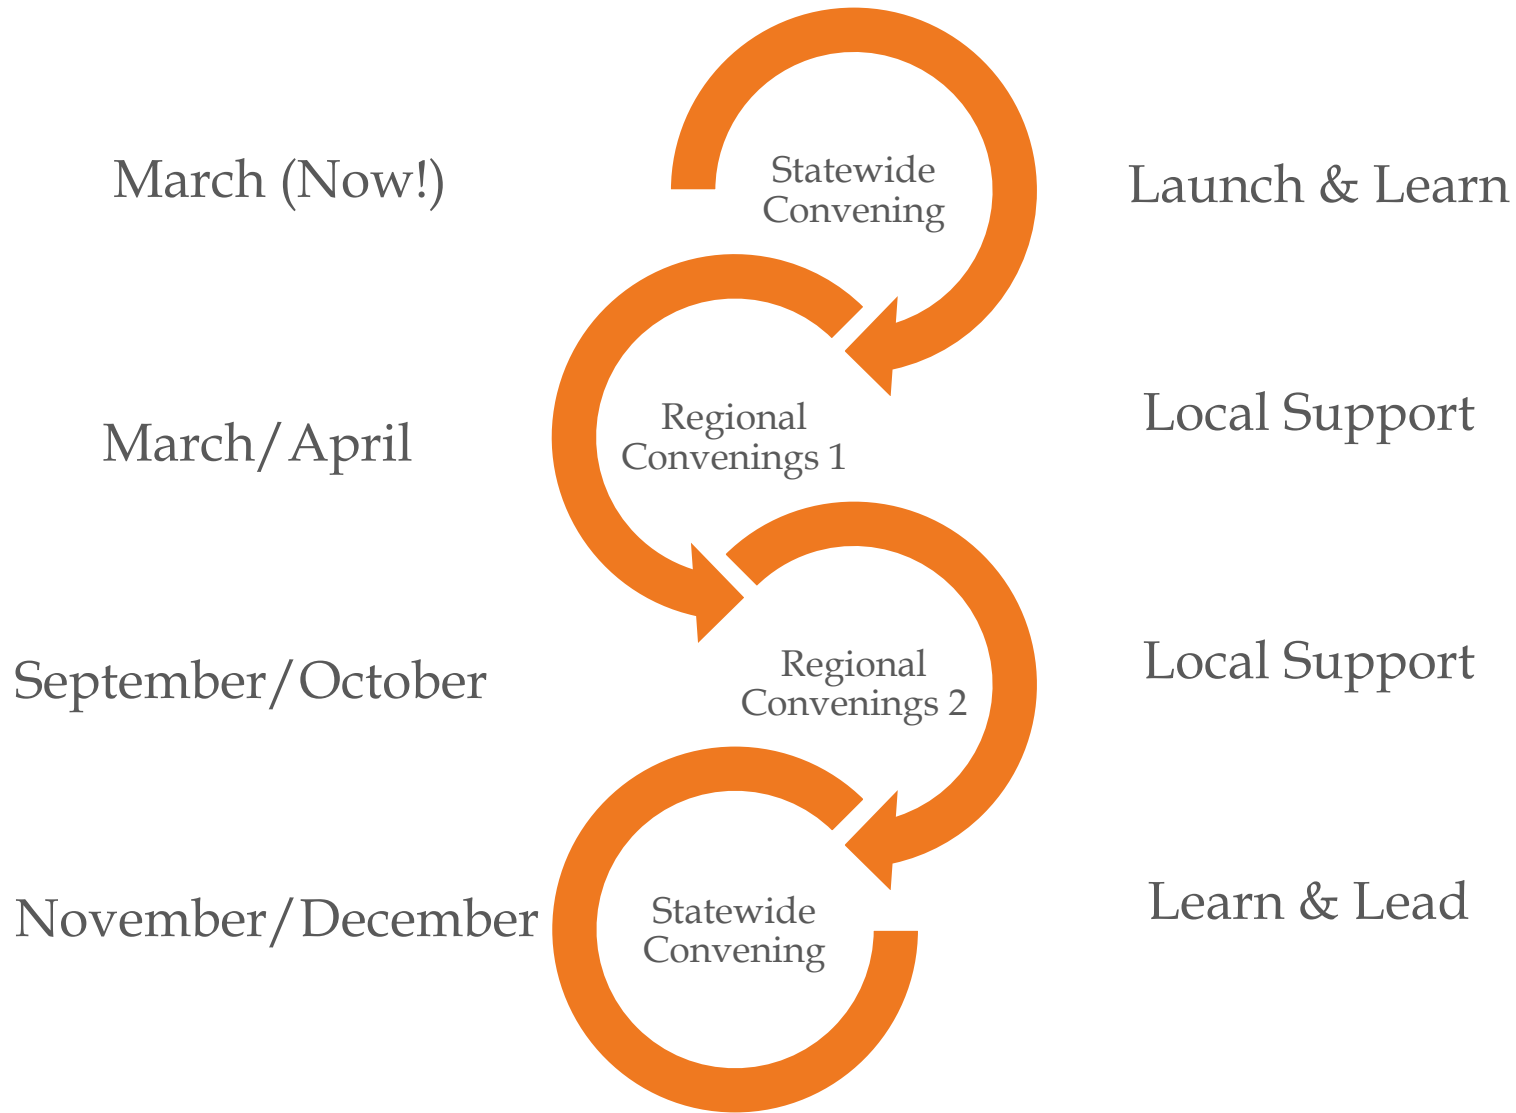 March (Now!)
Statewide
Convening
Launch & Learn
March/April
Regional
Convenings 1
Local Support
September/October
Regional
Convenings 2
Local Support
November/December
Statewide
Convening
Learn & Lead